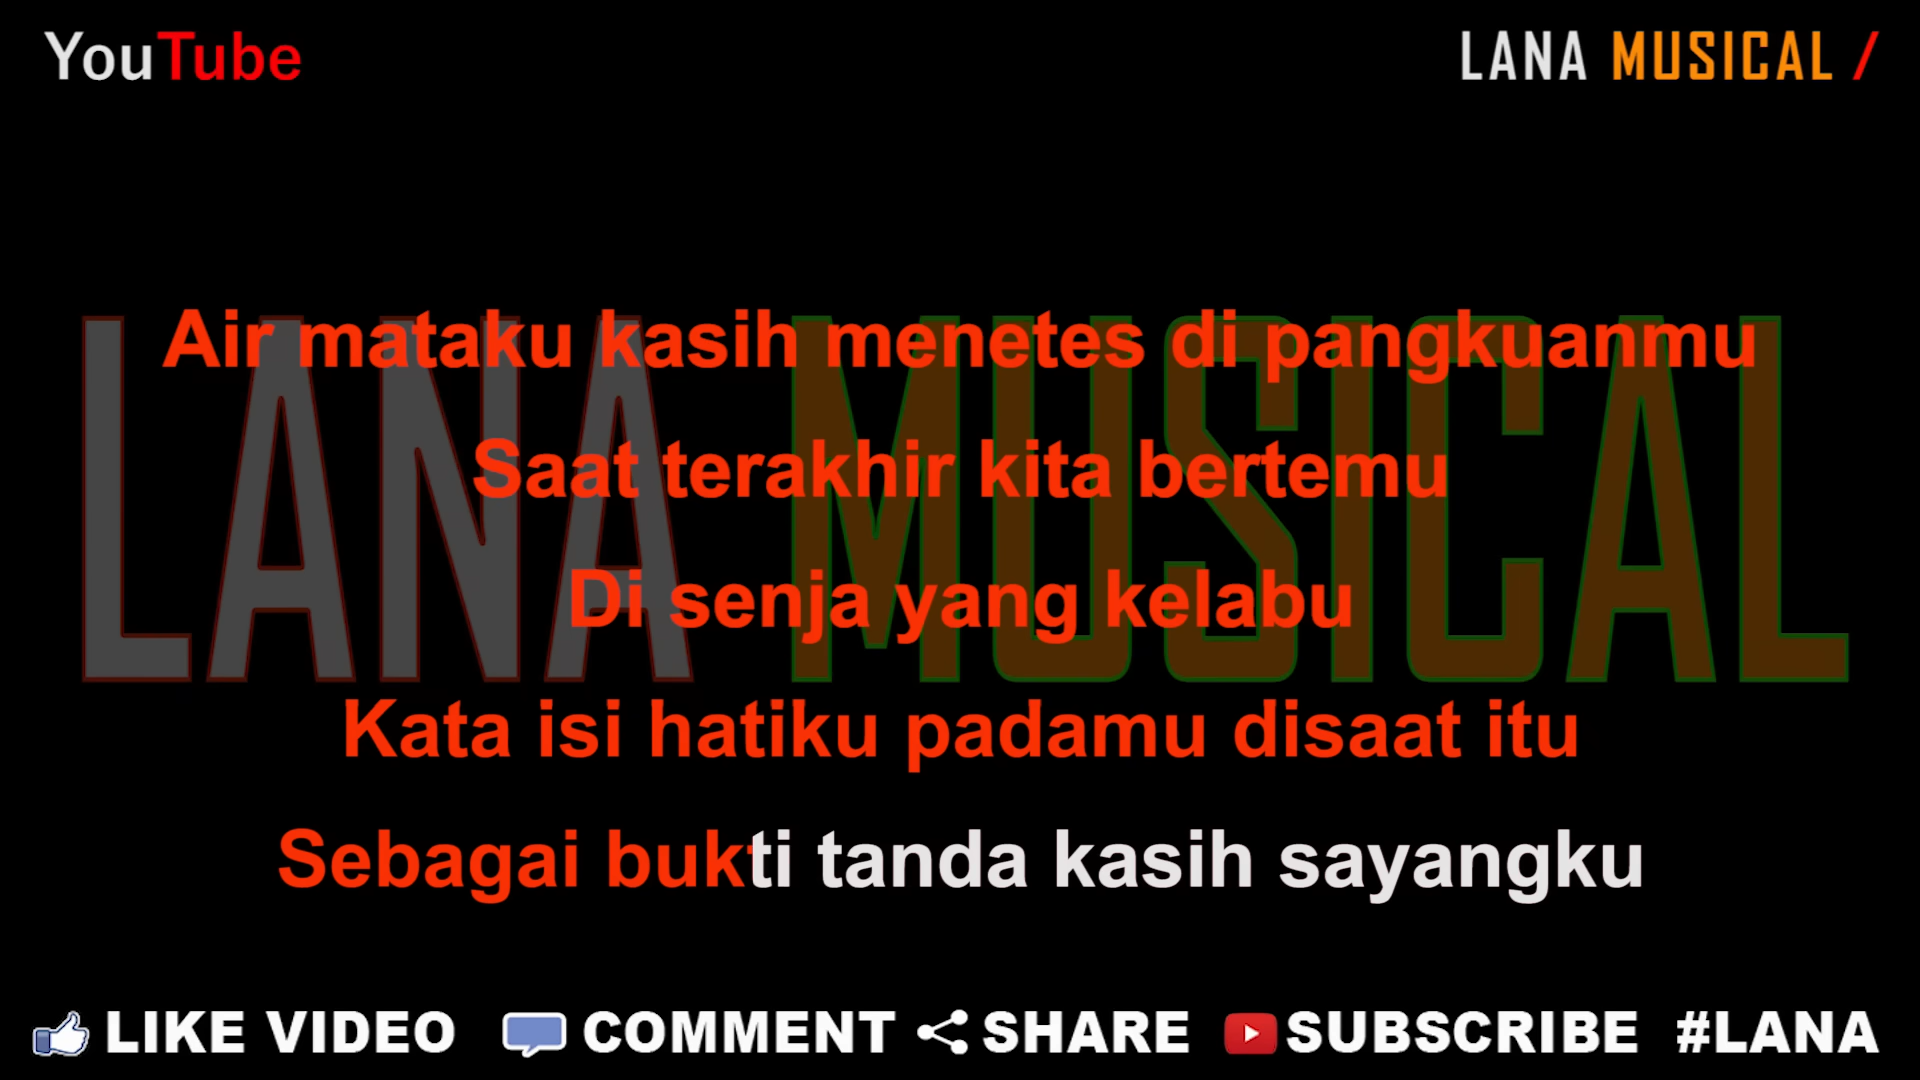 YouTube
LANA MUSICAL /
LANA MUSICAL
Air mataku kasih menetes di pangkuanmu
Saat terakhir kita bertemu
Di senja yang kelabu
Kata isi hatiku padamu disaat itu
Sebagai bukti tanda kasih sayangku
LIKE VIDEO COMMENT SHARE SUBSCRIBE #LANA